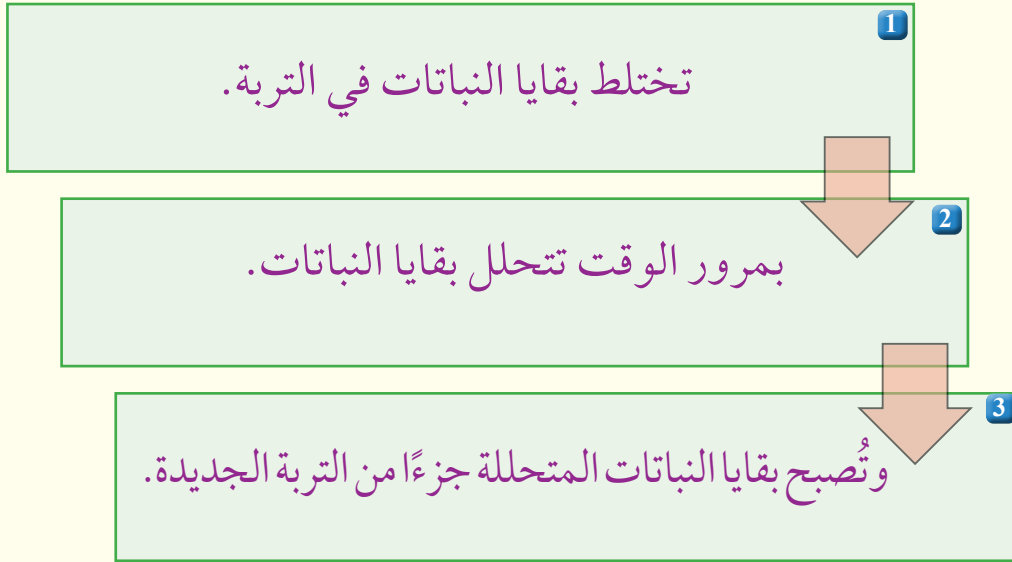 1
تختلط بقايا النباتات في التربة.
2
بمرور الوقت تتحلل بقايا النباتات.
3
وتُصبح بقايا النباتات المتحللة جزءًا من التربة الجديدة.